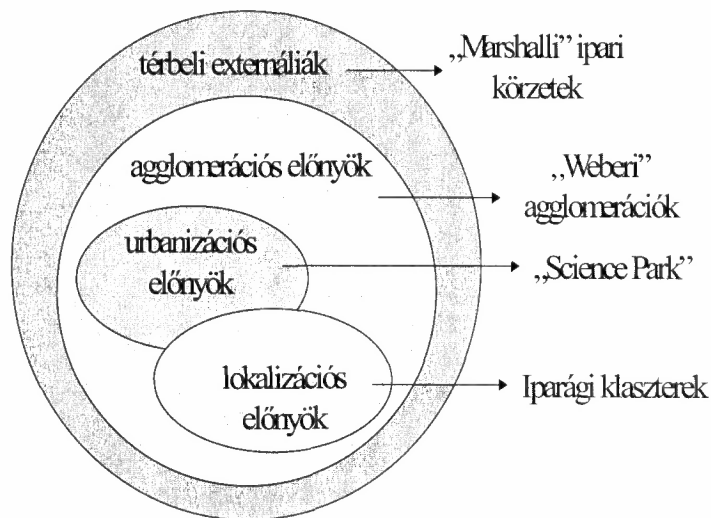 térbeli externáliák
„Marshalli” ipari
körzetek
agglomerációs előnyök
„Weberi”
agglomerációk
urbanizációs
előnyök
„Science Park”
lokalizációs
előnyök
Iparági klaszterek